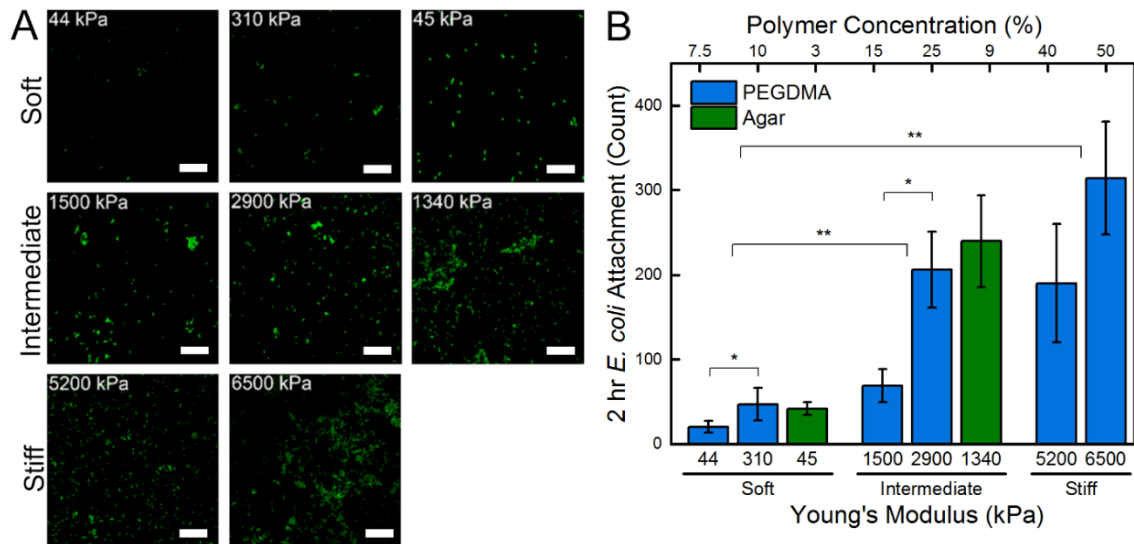 A
44 kPa
310 kPa
45 kPa
Soft
1500 kPa
2900 kPa
1340 kPa
Intermediate
5200 kPa
6500 kPa
Stiff
B
Polymer Concentration (%)
7.5 10 3 15 25 9 40 50
PEGDMA
Agar
2 hr E. coli Attachment (Count)
400
300
200
100
0
**
*
**
*
44 310 45 1500 2900 1340 5200 6500
Soft Intermediate Stiff
Young's Modulus (kPa)